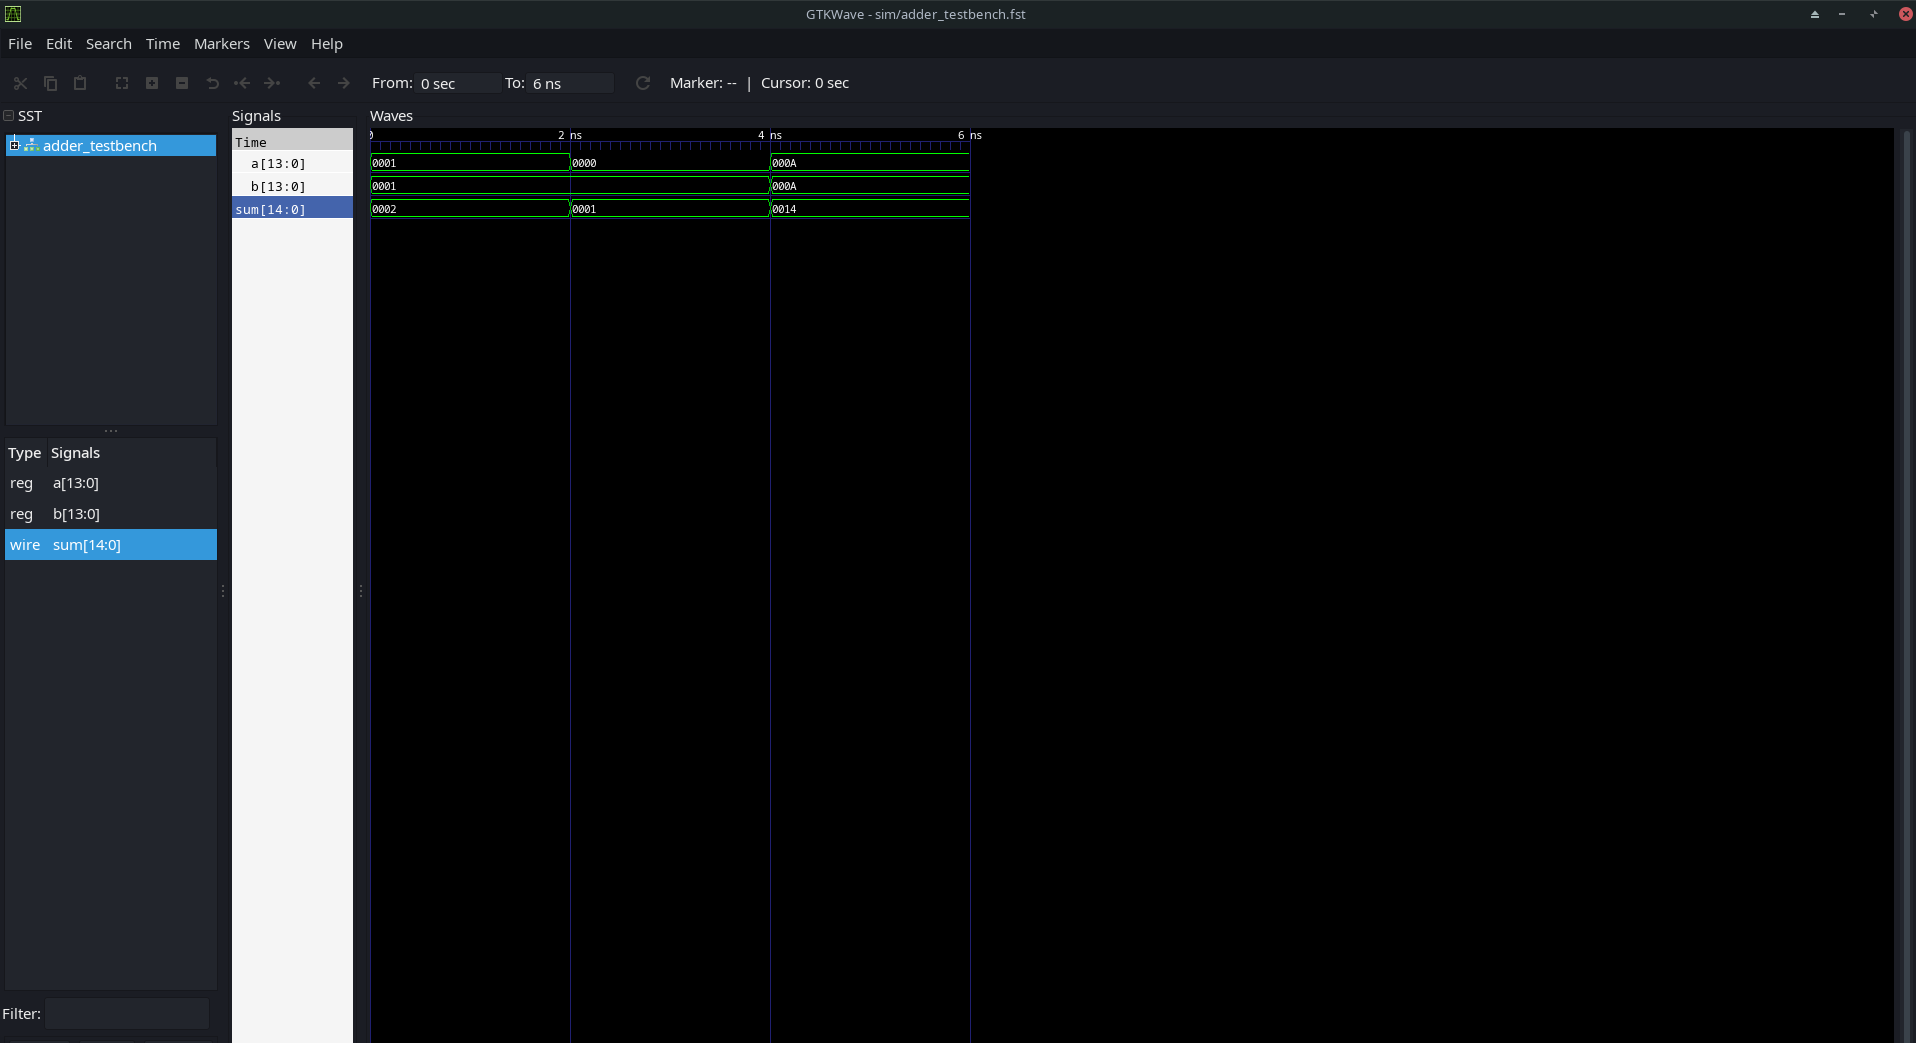 GTKWave - sim/adder_testbench.fst
File Edit Search Time Markers View Help
From: 0 sec To: 6 ns Marker: -- | Cursor: 0 sec
SST
adder_testbench
Type Signals
reg a[13:0]
reg b[13:0]
wire sum[14:0]
Filter:
Signals
Time
a[13:0]
b[13:0]
sum[14:0]
Waves
0 2 ns 4 ns 6 ns
0001 0000 000A
0001 000A
0002 0001 0014